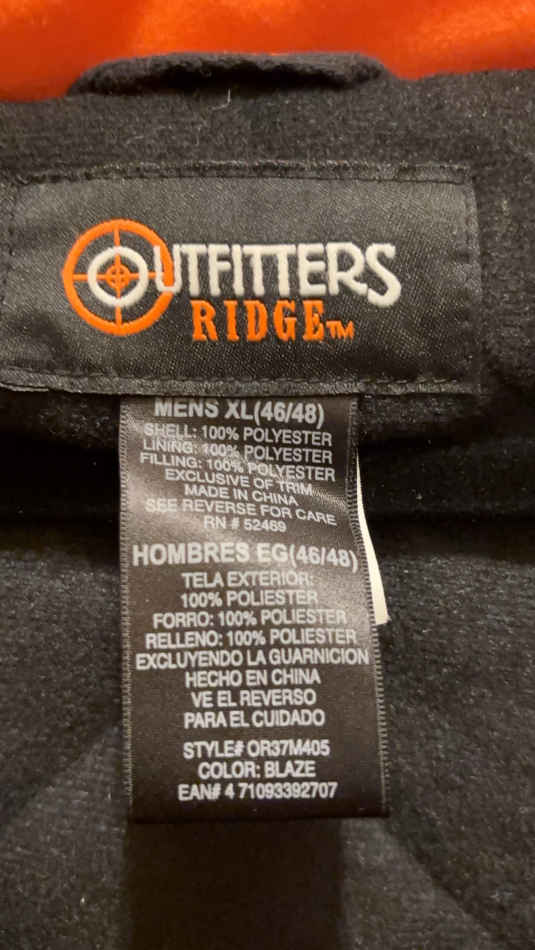 OUTFITTERS
RIDGE™
MENS XL(46/48)
SHELL: 100% POLYESTER
LINING: 100% POLYESTER
FILLING: 100% POLYESTER
EXCLUSIVE OF TRIM
MADE IN CHINA
SEE REVERSE FOR CARE
RN # 52469
HOMBRES EG(46/48)
TELA EXTERIOR:
100% POLIESTER
FORRO: 100% POLIESTER
RELLENO: 100% POLIESTER
EXCLUYENDO LA GUARNICION
HECHO EN CHINA
VE EL REVERSO
PARA EL CUIDADO
STYLE# OR37M405
COLOR: BLAZE
EAN# 4 71093392707